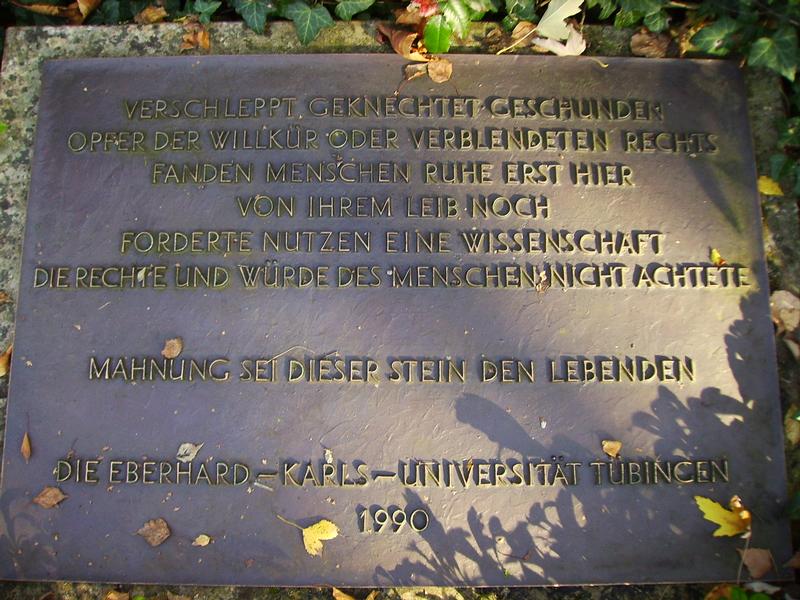 VERSCHLEPPT GEKNECHTET GESCHUNDEN
OPFER DER WILLKÜR ODER VERBLENDETEN RECHTS
FANDEN MENSCHEN RUHE ERST HIER
VON IHREM LEIB NOCH
FORDERTE NUTZEN EINE WISSENSCHAFT
DIE RECHTE UND WÜRDE DES MENSCHEN NICHT ACHTETE
MAHNUNG SEI DIESER STEIN DEN LEBENDEN
DIE EBERHARD-KARLS-UNIVERSITÄT TÜBINGEN
1990